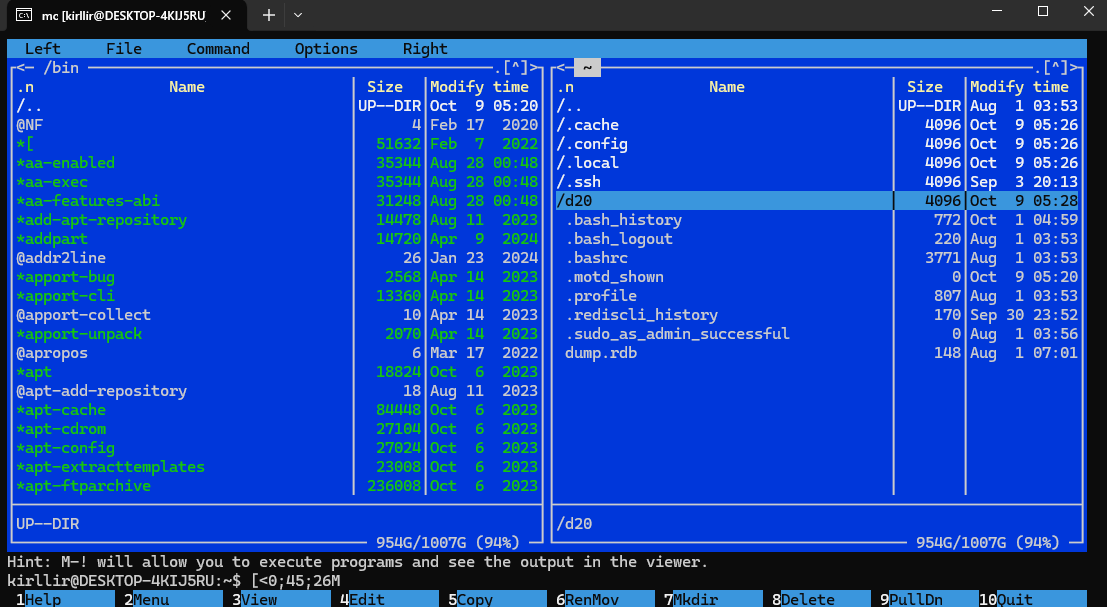 mc [kirllir@DESKTOP-4KIJ5RU
Left File Command Options Right
<─ /bin .[^]> <─ ~ .[^]>
.n Name Size Modify time .n Name Size Modify time
/.. UP--DIR Oct 9 05:20 /.. UP--DIR Aug 1 03:53
@NF 4 Feb 17 2020 /.cache 4096 Oct 9 05:26
*[ 51632 Feb 7 2022 /.config 4096 Oct 9 05:26
*aa-enabled 35344 Aug 28 00:48 /.local 4096 Oct 9 05:26
*aa-exec 35344 Aug 28 00:48 /.ssh 4096 Sep 3 20:13
*aa-features-abi 31248 Aug 28 00:48 /d20 4096 Oct 9 05:28
*add-apt-repository 14478 Aug 11 2023 .bash_history 772 Oct 1 04:59
*addpart 14720 Apr 9 2024 .bash_logout 220 Aug 1 03:53
@addr2line 26 Jan 23 2024 .bashrc 3771 Aug 1 03:53
*apport-bug 2568 Apr 14 2023 .motd_shown 0 Oct 9 05:20
*apport-cli 13360 Apr 14 2023 .profile 807 Aug 1 03:53
@apport-collect 10 Apr 14 2023 .rediscli_history 170 Sep 30 23:52
*apport-unpack 2070 Apr 14 2023 .sudo_as_admin_successful 0 Aug 1 03:56
@apropos 6 Mar 17 2022 dump.rdb 148 Aug 1 07:01
*apt 18824 Oct 6 2023
@apt-add-repository 18 Aug 11 2023
*apt-cache 84448 Oct 6 2023
*apt-cdrom 27104 Oct 6 2023
*apt-config 27024 Oct 6 2023
*apt-extracttemplates 23008 Oct 6 2023
*apt-ftparchive 236008 Oct 6 2023
UP--DIR /d20
954G/1007G (94%) 954G/1007G (94%)
Hint: M-! will allow you to execute programs and see the output in the viewer.
kirllir@DESKTOP-4KIJ5RU:~$ [<0;45;26M
1Help 2Menu 3View 4Edit 5Copy 6RenMov 7Mkdir 8Delete 9PullDn 10Quit